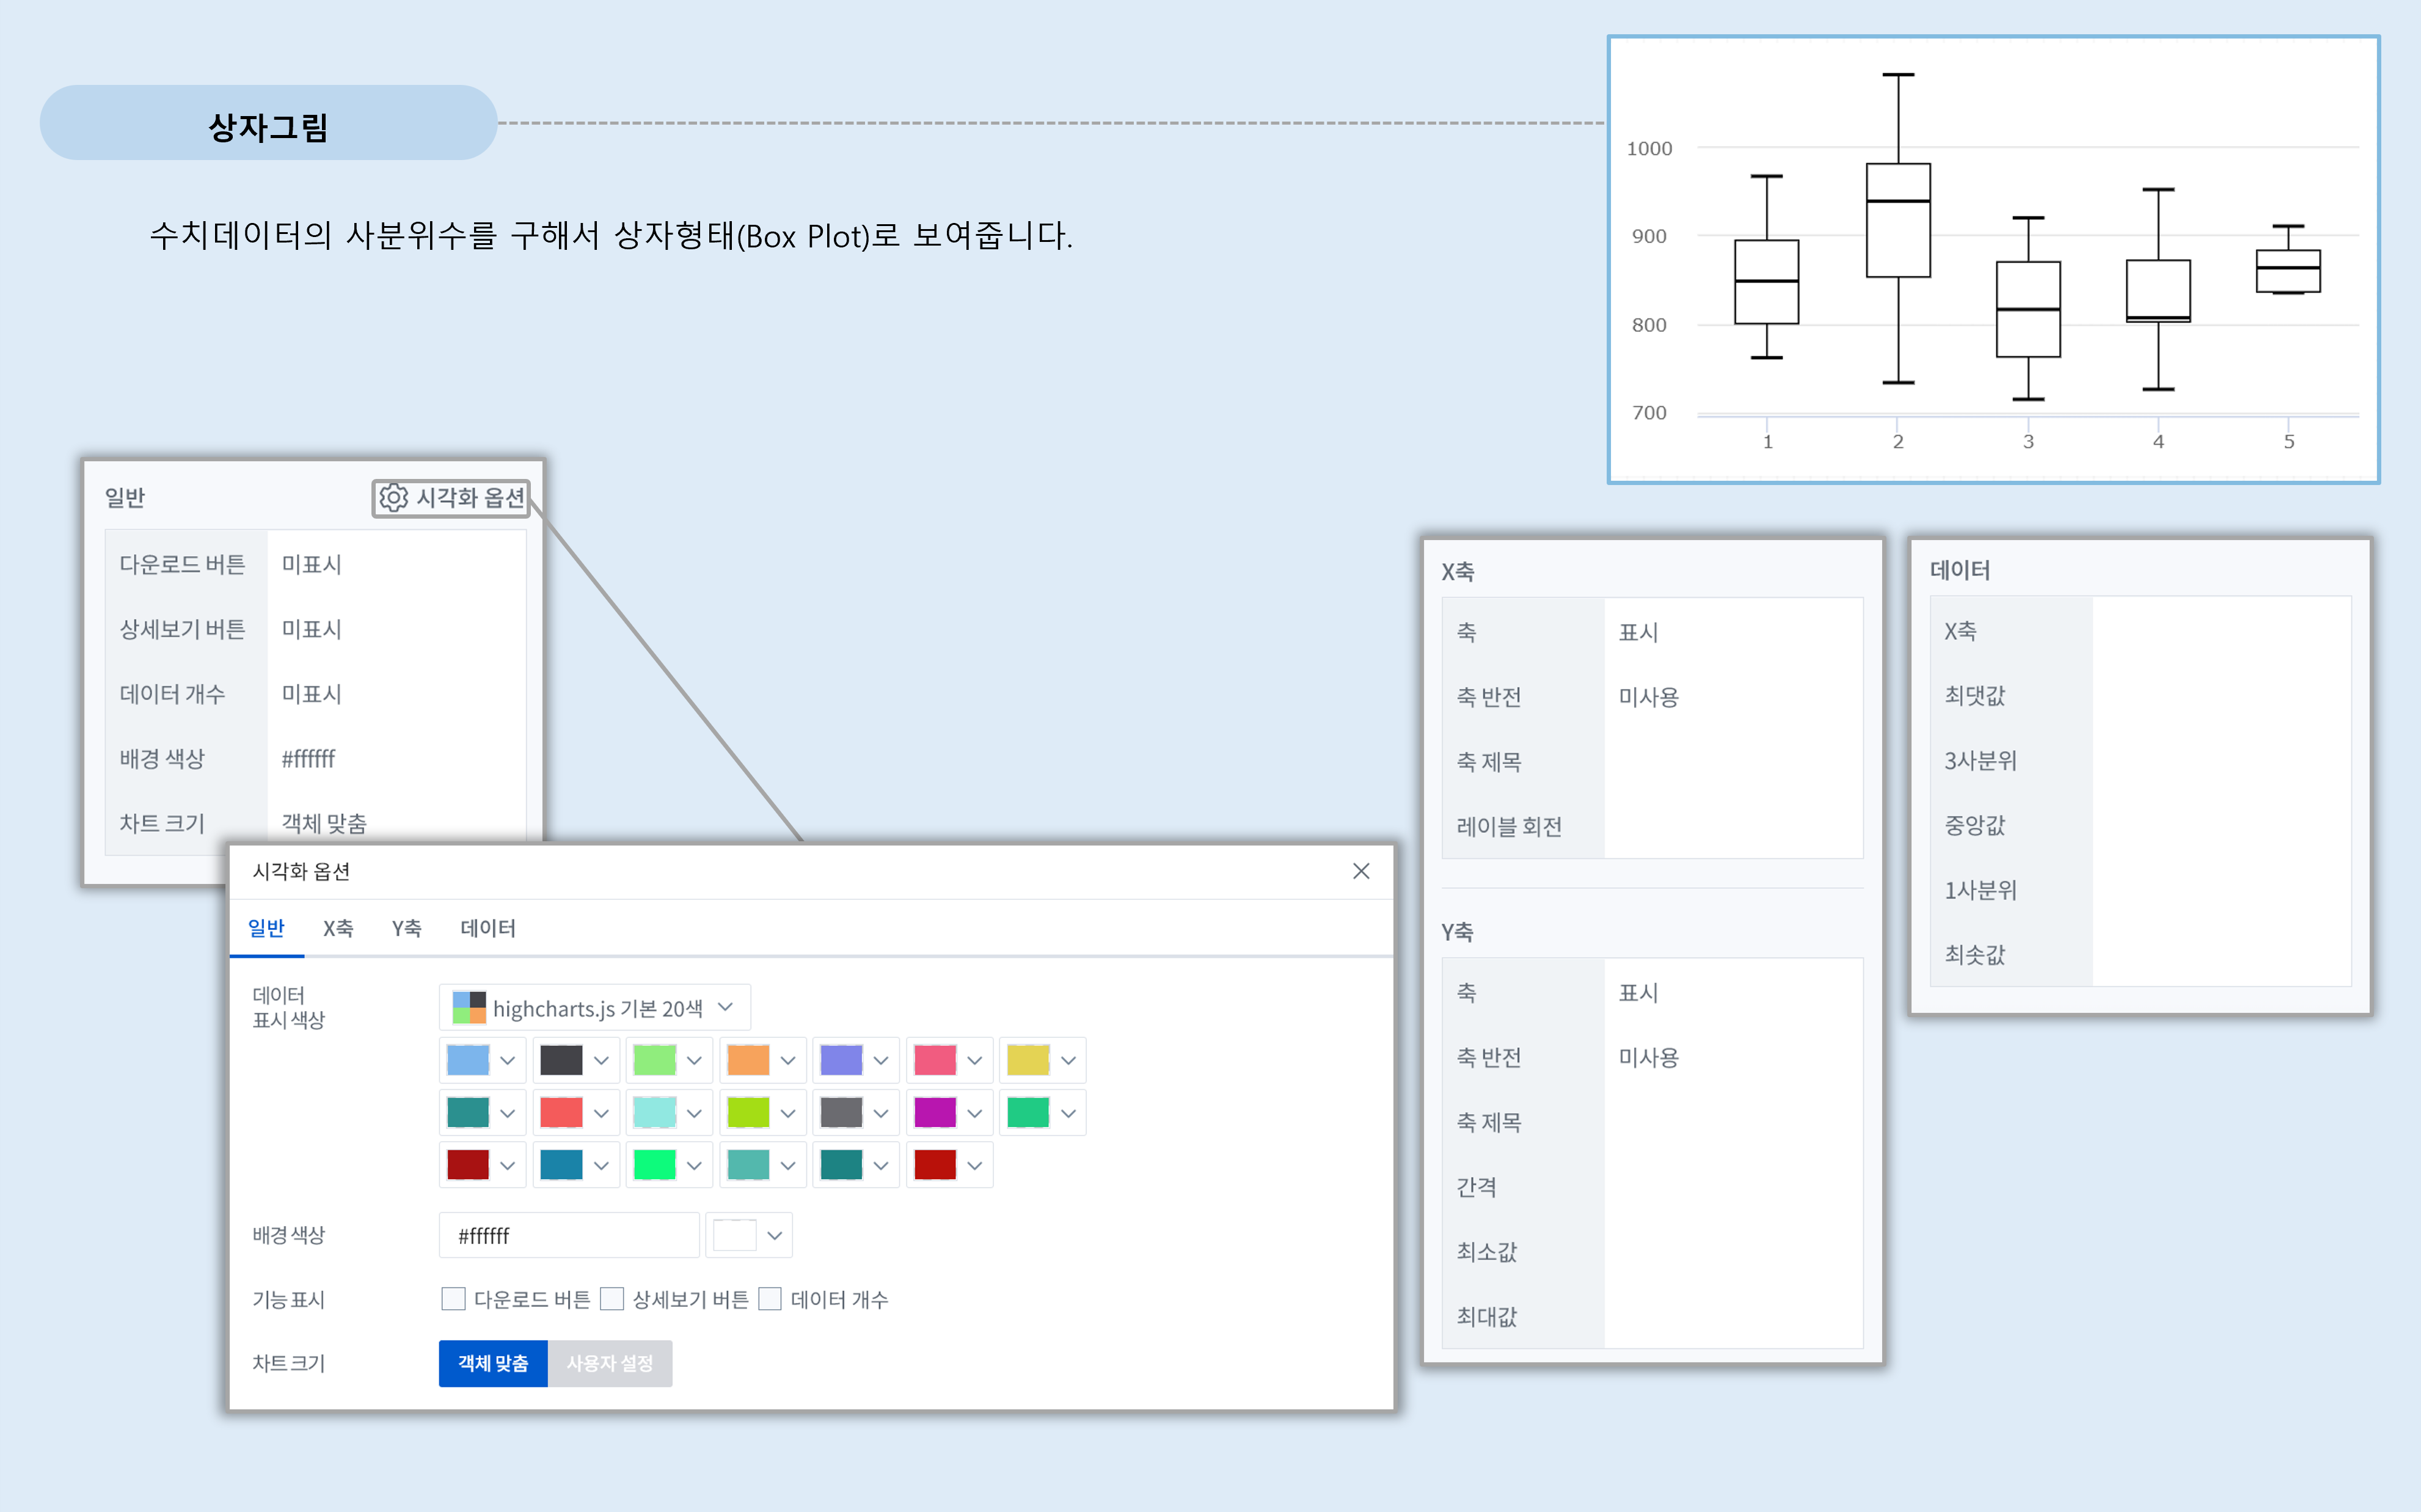 상자그림
수치데이터의 사분위수를 구해서 상자형태(Box Plot)로 보여줍니다.
1000
900
800
700
1 2 3 4 5
일반 시각화 옵션
다운로드 버튼 미표시
상세보기 버튼 미표시
데이터 개수 미표시
배경 색상 #ffffff
차트 크기 객체 맞춤
시각화 옵션
일반 X축 Y축 데이터
데이터
표시 색상
highcharts.js 기본 20색
배경 색상 #ffffff
기능 표시 다운로드 버튼 상세보기 버튼 데이터 개수
차트 크기 객체 맞춤 사용자 설정
X축
축 표시
축 반전 미사용
축 제목
레이블 회전
Y축
축 표시
축 반전 미사용
축 제목
간격
최소값
최대값
데이터
X축
최댓값
3사분위
중앙값
1사분위
최솟값